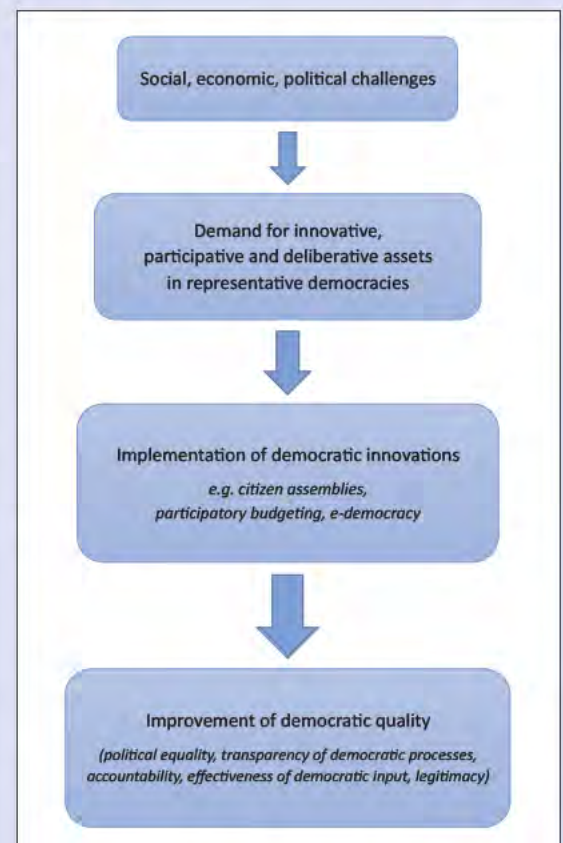 Social, economic, political challenges
Demand for innovative,
participative and deliberative assets
in representative democracies
Implementation of democratic innovations
e.g. citizen assemblies,
participatory budgeting, e-democracy
Improvement of democratic quality
(political equality, transparency of democratic processes,
accountability, effectiveness of democratic input, legitimacy)